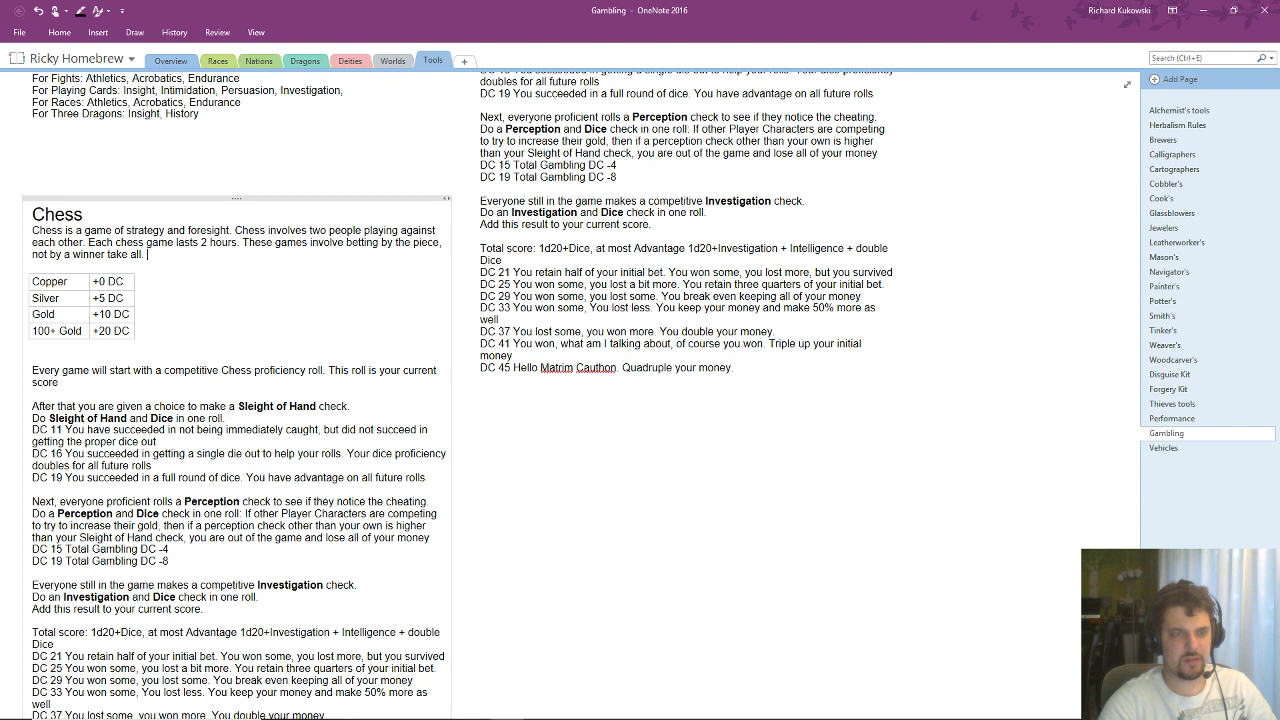 Gambling - OneNote 2016
Richard Kukowski
File Home Insert Draw History Review View
Ricky Homebrew
Overview Races Nations Dragons Deities Worlds Tools
Search (Ctrl+E)
For Fights: Athletics, Acrobatics, Endurance
For Playing Cards: Insight, Intimidation, Persuasion, Investigation,
For Races: Athletics, Acrobatics, Endurance
For Three Dragons: Insight, History
Chess
Chess is a game of strategy and foresight. Chess involves two people playing against
each other. Each chess game lasts 2 hours. These games involve betting by the piece,
not by a winner take all.
Copper +0 DC
Silver +5 DC
Gold +10 DC
100+ Gold +20 DC
Every game will start with a competitive Chess proficiency roll. This roll is your current
score
After that you are given a choice to make a Sleight of Hand check.
Do Sleight of Hand and Dice in one roll.
DC 11 You have succeeded in not being immediately caught, but did not succeed in
getting the proper dice out
DC 16 You succeeded in getting a single die out to help your rolls. Your dice proficiency
doubles for all future rolls
DC 19 You succeeded in a full round of dice. You have advantage on all future rolls
Next, everyone proficient rolls a Perception check to see if they notice the cheating.
Do a Perception and Dice check in one roll: If other Player Characters are competing
to try to increase their gold, then if a perception check other than your own is higher
than your Sleight of Hand check, you are out of the game and lose all of your money
DC 15 Total Gambling DC -4
DC 19 Total Gambling DC -8
Everyone still in the game makes a competitive Investigation check.
Do an Investigation and Dice check in one roll.
Add this result to your current score.
Total score: 1d20+Dice, at most Advantage 1d20+Investigation + Intelligence + double
Dice
DC 21 You retain half of your initial bet. You won some, you lost more, but you survived
DC 25 You won some, you lost a bit more. You retain three quarters of your initial bet.
DC 29 You won some, you lost some. You break even keeping all of your money
DC 33 You won some, You lost less. You keep your money and make 50% more as
well
DC 37 You lost some, you won more. You double your money.
doubles for all future rolls
DC 19 You succeeded in a full round of dice. You have advantage on all future rolls
Next, everyone proficient rolls a Perception check to see if they notice the cheating.
Do a Perception and Dice check in one roll: If other Player Characters are competing
to try to increase their gold, then if a perception check other than your own is higher
than your Sleight of Hand check, you are out of the game and lose all of your money
DC 15 Total Gambling DC -4
DC 19 Total Gambling DC -8
Everyone still in the game makes a competitive Investigation check.
Do an Investigation and Dice check in one roll.
Add this result to your current score.
Total score: 1d20+Dice, at most Advantage 1d20+Investigation + Intelligence + double
Dice
DC 21 You retain half of your initial bet. You won some, you lost more, but you survived
DC 25 You won some, you lost a bit more. You retain three quarters of your initial bet.
DC 29 You won some, you lost some. You break even keeping all of your money
DC 33 You won some, You lost less. You keep your money and make 50% more as
well
DC 37 You lost some, you won more. You double your money.
DC 41 You won, what am I talking about, of course you won. Triple up your initial
money
DC 45 Hello Matrim Cauthon. Quadruple your money.
Add Page
Alchemist's tools
Herbalism Rules
Brewers
Calligraphers
Cartographers
Cobbler's
Cook's
Glassblowers
Jewelers
Leatherworker's
Mason's
Navigator's
Painter's
Potter's
Smith's
Tinker's
Weaver's
Woodcarver's
Disguise Kit
Forgery Kit
Thieves tools
Performance
Gambling
Vehicles